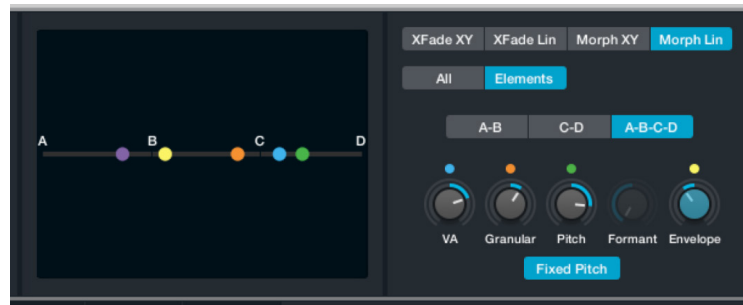 XFade XY XFade Lin Morph XY Morph Lin
All Elements
A B C D
A-B C-D A-B-C-D
VA Granular Pitch Formant Envelope
Fixed Pitch